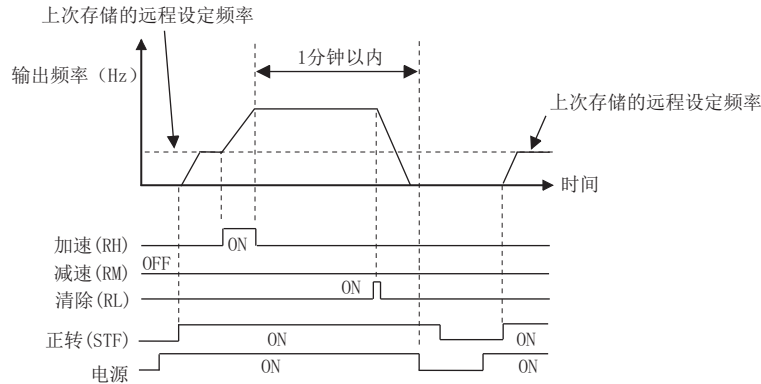 上次存储的远程设定频率
1分钟以内
输出频率（Hz）
上次存储的远程设定频率
时间
加速(RH)
ON
OFF
减速(RM)
ON
清除(RL)
正转(STF)
ON
ON
电源
ON
ON